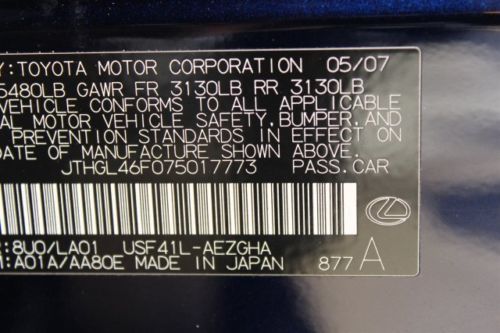 Y:TOYOTA MOTOR CORPORATION 05/07
5480LB GAWR FR 3130LB RR 3130LB
VEHICLE CONFORMS TO ALL APPLICABLE
AL MOTOR VEHICLE SAFETY,BUMPER,AND
PREVENTION STANDARDS IN EFFECT ON
DATE OF MANUFACTURE SHOWN ABOVE.
JTHGL46F075017773 PASS.CAR
R:8U0/LA01 USF41L-AEZGHA
M:A01A/AA80E MADE IN JAPAN 877 A